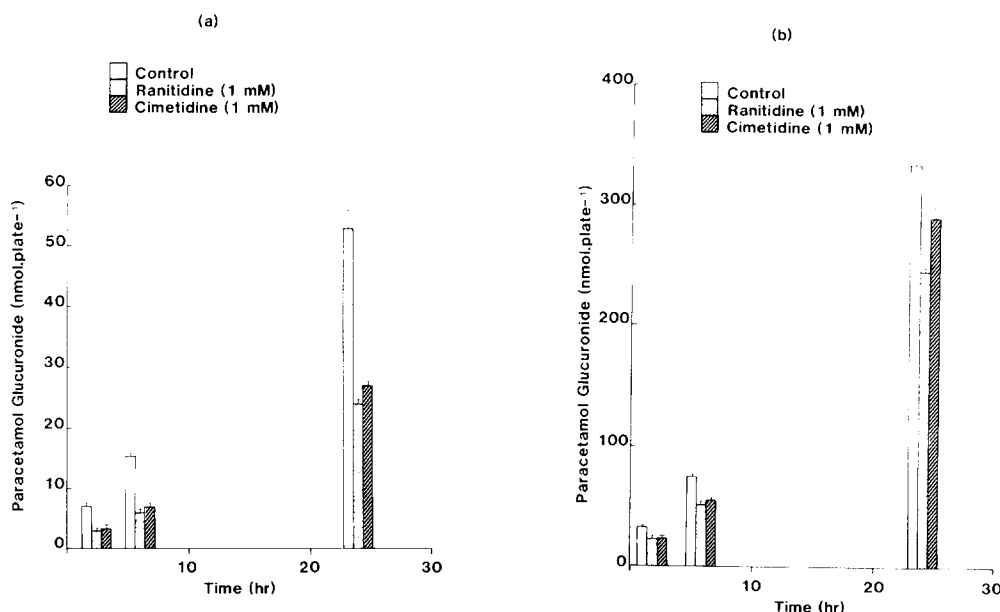 (a)
Control
Ranitidine (1 mM)
Cimetidine (1 mM)
Paracetamol Glucuronide (nmol.plate-¹)
60
50
40
30
20
10
0
10
20
30
Time (hr)
(b)
Control
Ranitidine (1 mM)
Cimetidine (1 mM)
Paracetamol Glucuronide (nmol.plate-¹)
400
300
200
100
0
10
20
30
Time (hr)